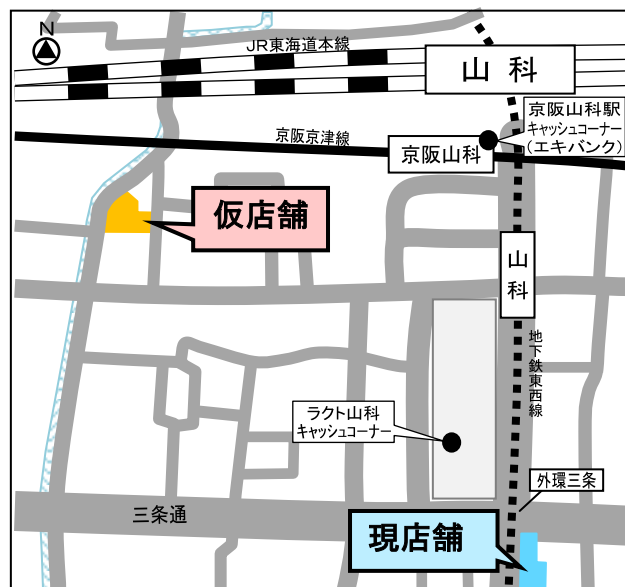 N
JR東海道本線
山科
京阪山科駅
キャッシュコーナー
(エキバンク)
京阪京津線
京阪山科
仮店舗
山科
地下鉄東西線
ラクト山科
キャッシュコーナー
外環三条
三条通
現店舗